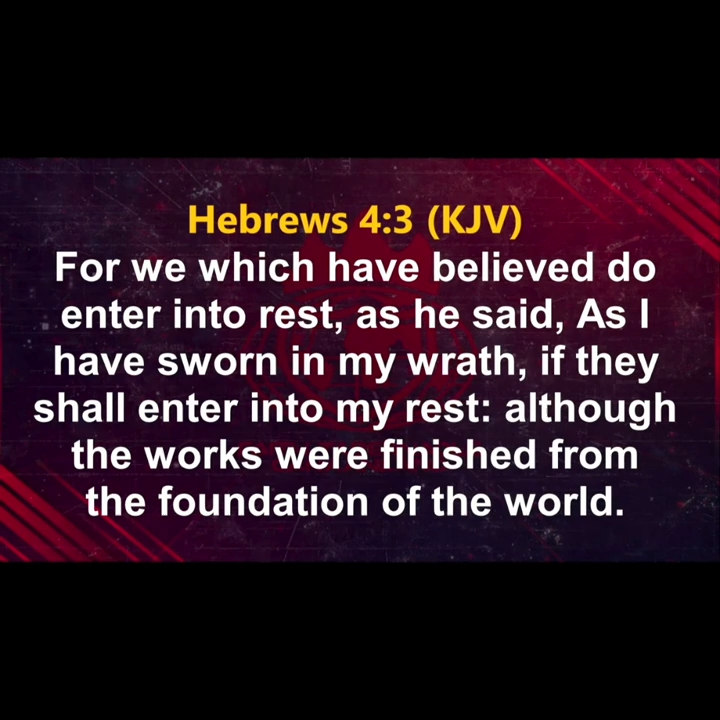 Hebrews 4:3 (KJV)
For we which have believed do
enter into rest, as he said, As I
have sworn in my wrath, if they
shall enter into my rest: although
the works were finished from
the foundation of the world.